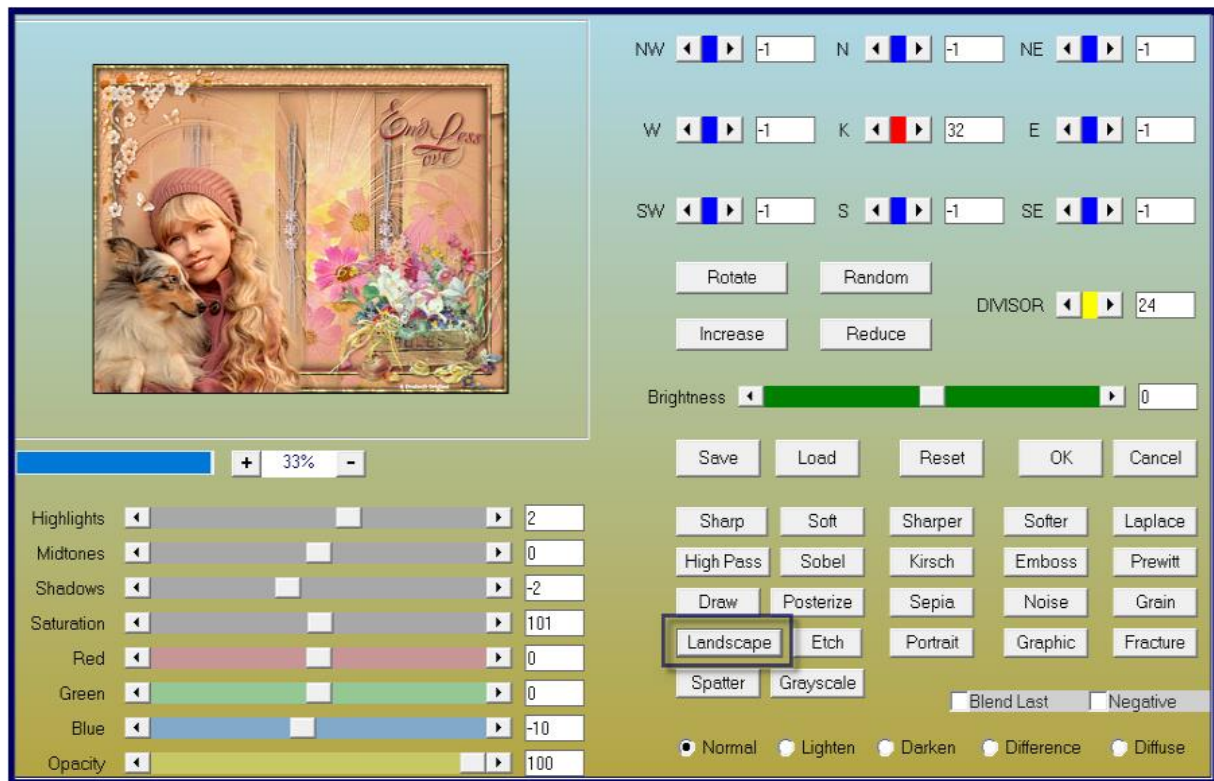 NW -1 N -1 NE -1
End Less
ove
W -1 K 32 E -1
SW -1 S -1 SE -1
Rotate Random
DIVISOR 24
Increase Reduce
Brightness 0
+ 33% -
Save Load Reset OK Cancel
Highlights 2
Midtones 0
Shadows -2
Saturation 101
Red 0
Green 0
Blue -10
Opacity 100
Sharp Soft Sharper Softer Laplace
High Pass Sobel Kirsch Emboss Prewitt
Draw Posterize Sepia Noise Grain
Landscape Etch Portrait Graphic Fracture
Spatter Grayscale
Blend Last Negative
Normal Lighten Darken Difference Diffuse